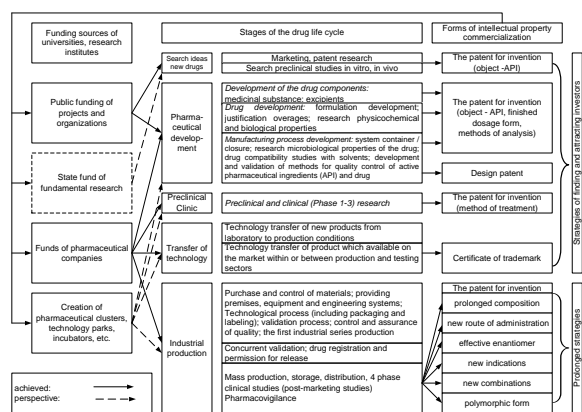 Funding sources of
universities, research
institutes
Stages of the drug life cycle
Forms of intellectual property
commercialization
Public funding of
projects and
organizations
State fund of
fundamental research
Funds of pharmaceutical
companies
Creation of
pharmaceutical clusters,
technology parks,
incubators, etc.
achieved:
perspective:
Search ideas
new drugs
Marketing, patent research
Search preclinical studies in vitro, in vivo
Pharma-
ceutical
develop-
ment
Development of the drug components:
medicinal substance; excipients
Drug development: formulation development;
justification overages; research physicochemical
and biological properties
Manufacturing process development: system container /
closure; research microbiological properties of the drug;
drug compatibility studies with solvents; development
and validation of methods for quality control of active
pharmaceutical ingredients (API) and drug
Preclinical
Clinic
Preclinical and clinical (Phase 1-3) research
Transfer of
technology
Technology transfer of new products from
laboratory to production conditions
Technology transfer of product which available on
the market within or between production and testing
sectors
Industrial
production
Purchase and control of materials; providing
premises, equipment and engineering systems;
Technological process (including packaging and
labeling); validation process; control and assurance
of quality; the first industrial series production
Concurrent validation; drug registration and
permission for release
Mass production, storage, distribution, 4 phase
clinical studies (post-marketing studies)
Pharmacovigilance
The patent for invention
(object -API)
The patent for invention
(object - API, finished
dosage form,
methods of analysis)
Design patent
The patent for invention
(method of treatment)
Certificate of trademark
The patent for invention
prolonged composition
new route of administration
effective enantiomer
new indications
new combinations
polymorphic form
Strategies of finding and attracting investors
Prolonged strategies